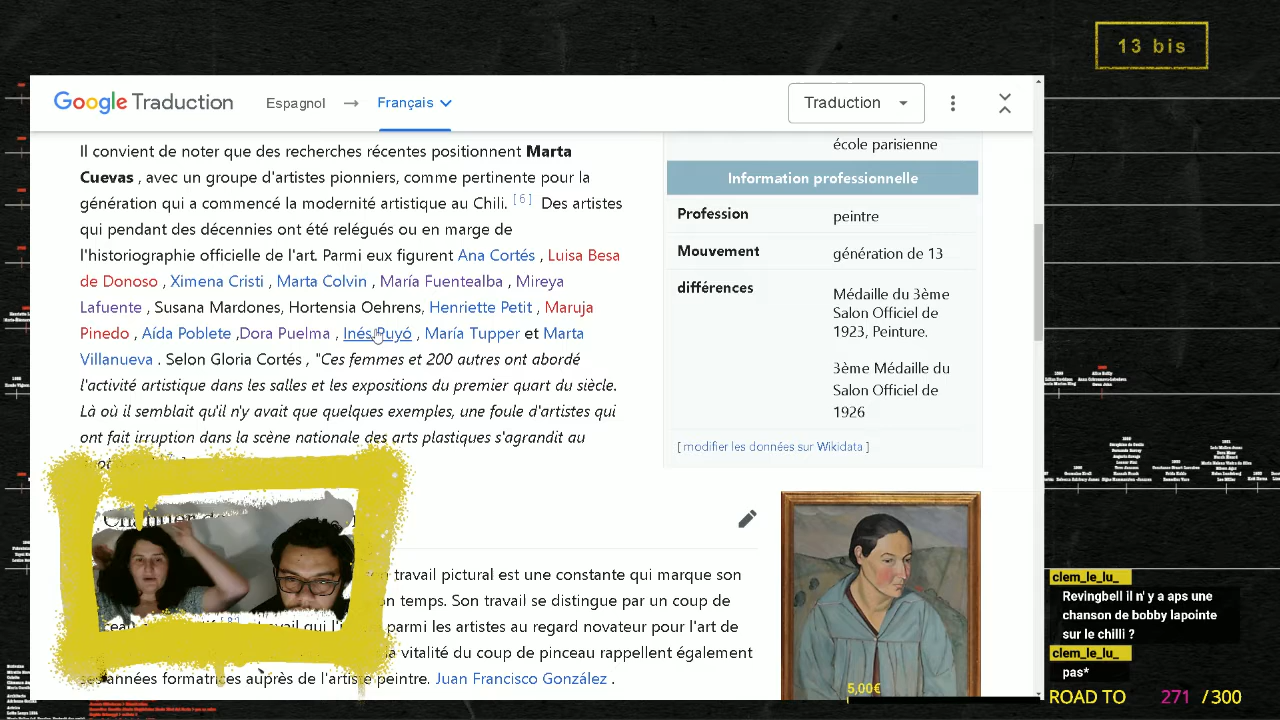 13 bis
Google Traduction
Espagnol → Français
Traduction
Il convient de noter que des recherches récentes positionnent Marta
Cuevas , avec un groupe d'artistes ponniers, comme pertinente pour la
génération qui a commencé la modernité artistique au Chili. [6] Des artistes
qui pendant des décennies ont été relégués ou en marge de
l'historiographie officielle de l'art. Parmi eux figurent Ana Cortés , Luisa Besa
de Donoso , Ximena Cristi , Marta Colvin , María Fuentealba , Mireya
Lafuente , Susana Mardones, Hortensia Oehrens, Henriette Petit , Maruja
Pinedo , Aída Poblete ,Dora Puelma , Inés Puyó , María Tupper et Marta
Villanueva . Selon Gloria Cortés , "Ces femmes et 200 autres ont abordé
l'activité artistique dans les salles et les expositions du premier quart du siècle.
Là où il semblait qu'il n'y avait que quelques exemples, une foule d'artistes qui
ont fait irruption dans la scène nationale des arts plastiques s'agrandit au
travail pictural est une constante qui marque son
on temps. Son travail se distingue par un coup de
parmi les artistes au regard novateur pour l'art de
la vitalité du coup de pinceau rappellent également
ses années formatrices auprès de l'artiste peintre. Juan Francisco González .
école parisienne
Information professionnelle
Profession peintre
Mouvement génération de 13
différences
Médaille du 3ème
Salon Officiel de
1923, Peinture.
3ème Médaille du
Salon Officiel de
1926
[ modifier les données sur Wikidata ]
5,00€
clem_le_lu_
Revingbell il n' y a aps une
chanson de bobby lapointe
sur le chilli ?
clem_le_lu_
pas*
ROAD TO 271 / 300